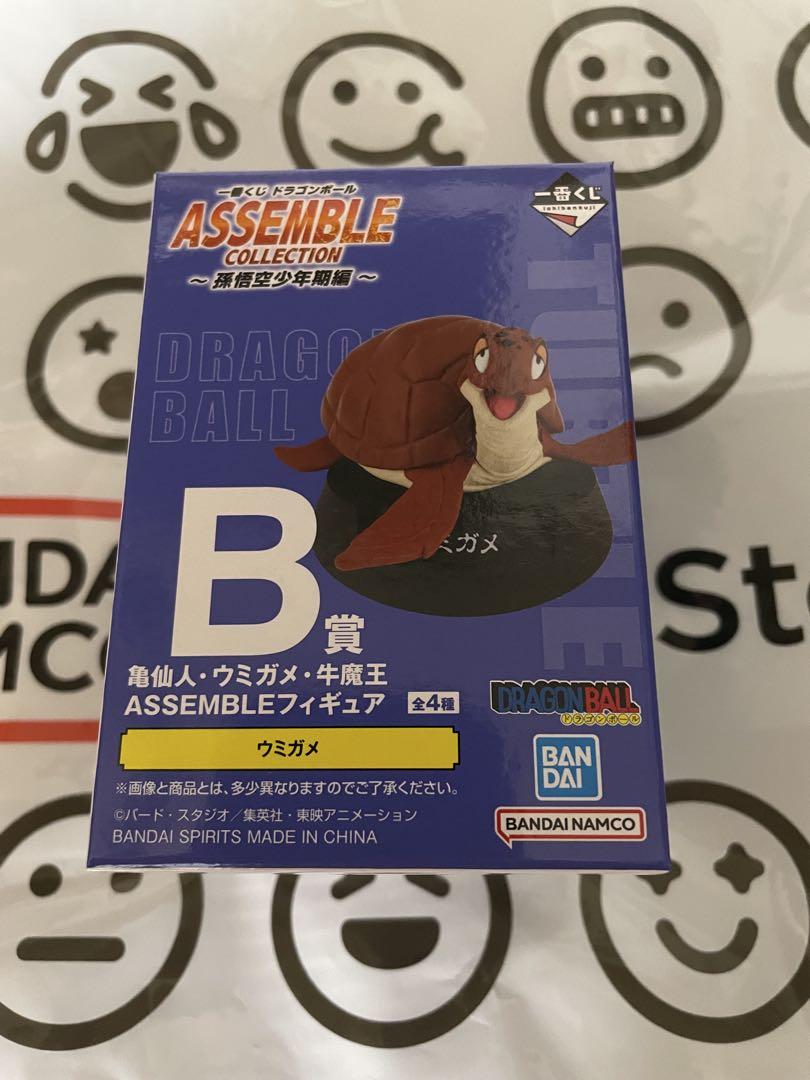 一番くじ ドラゴンボール
ASSEMBLE
COLLECTION
～ 孫悟空少年期編 ～
一番くじ
ichibankuji
DRAGON
BALL
TURTLE
ミガメ
B賞
亀仙人・ウミガメ・牛魔王
ASSEMBLEフィギュア 全4種
ウミガメ
※画像と商品とは、多少異なりますのでご了承ください。
©バード・スタジオ／集英社・東映アニメーション
BANDAI SPIRITS MADE IN CHINA
DRAGONBALL
ドラゴンボール
BAN
DAI
BANDAI NAMCO
NDA
MCO
Sto